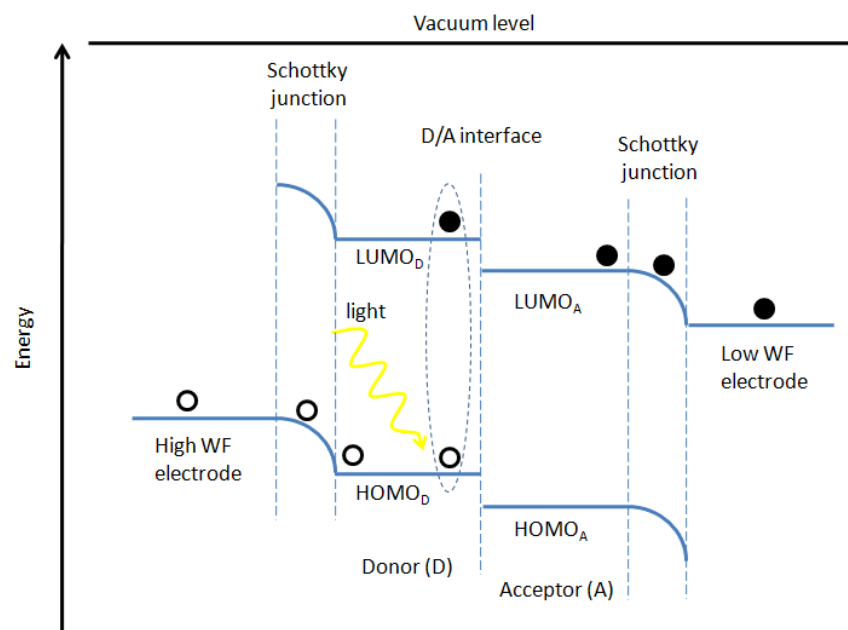 Vacuum level
Schottky
junction
D/A interface
Schottky
junction
LUMO_D
LUMO_A
light
Energy
Low WF
electrode
High WF
electrode
HOMO_D
HOMO_A
Donor (D)
Acceptor (A)